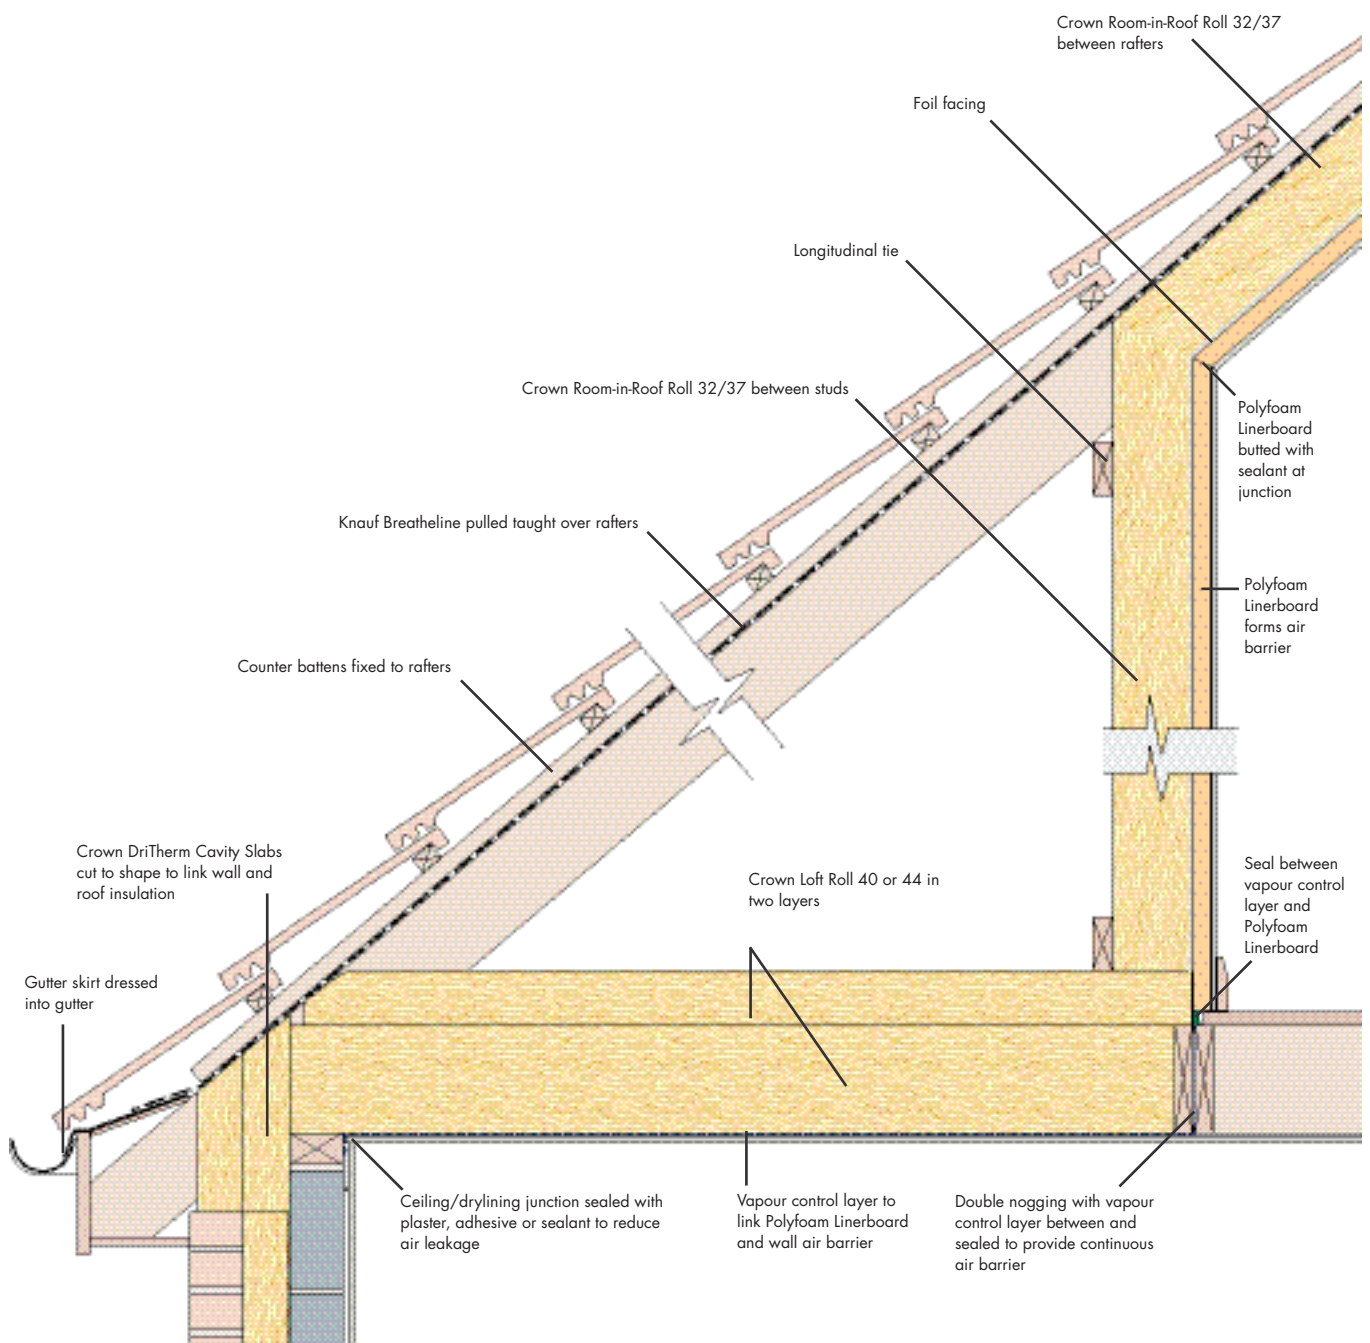 Crown Room-in-Roof Roll 32/37
between rafters
Foil facing
Longitudinal tie
Crown Room-in-Roof Roll 32/37 between studs
Polyfoam
Linerboard
butted with
sealant at
junction
Knauf Breatheline pulled taught over rafters
Polyfoam
Linerboard
forms air
barrier
Counter battens fixed to rafters
Crown DriTherm Cavity Slabs
cut to shape to link wall and
roof insulation
Crown Loft Roll 40 or 44 in
two layers
Seal between
vapour control
layer and
Polyfoam
Linerboard
Gutter skirt dressed
into gutter
Ceiling/drylining junction sealed with
plaster, adhesive or sealant to reduce
air leakage
Vapour control layer to
link Polyfoam Linerboard
and wall air barrier
Double nogging with vapour
control layer between and
sealed to provide continuous
air barrier